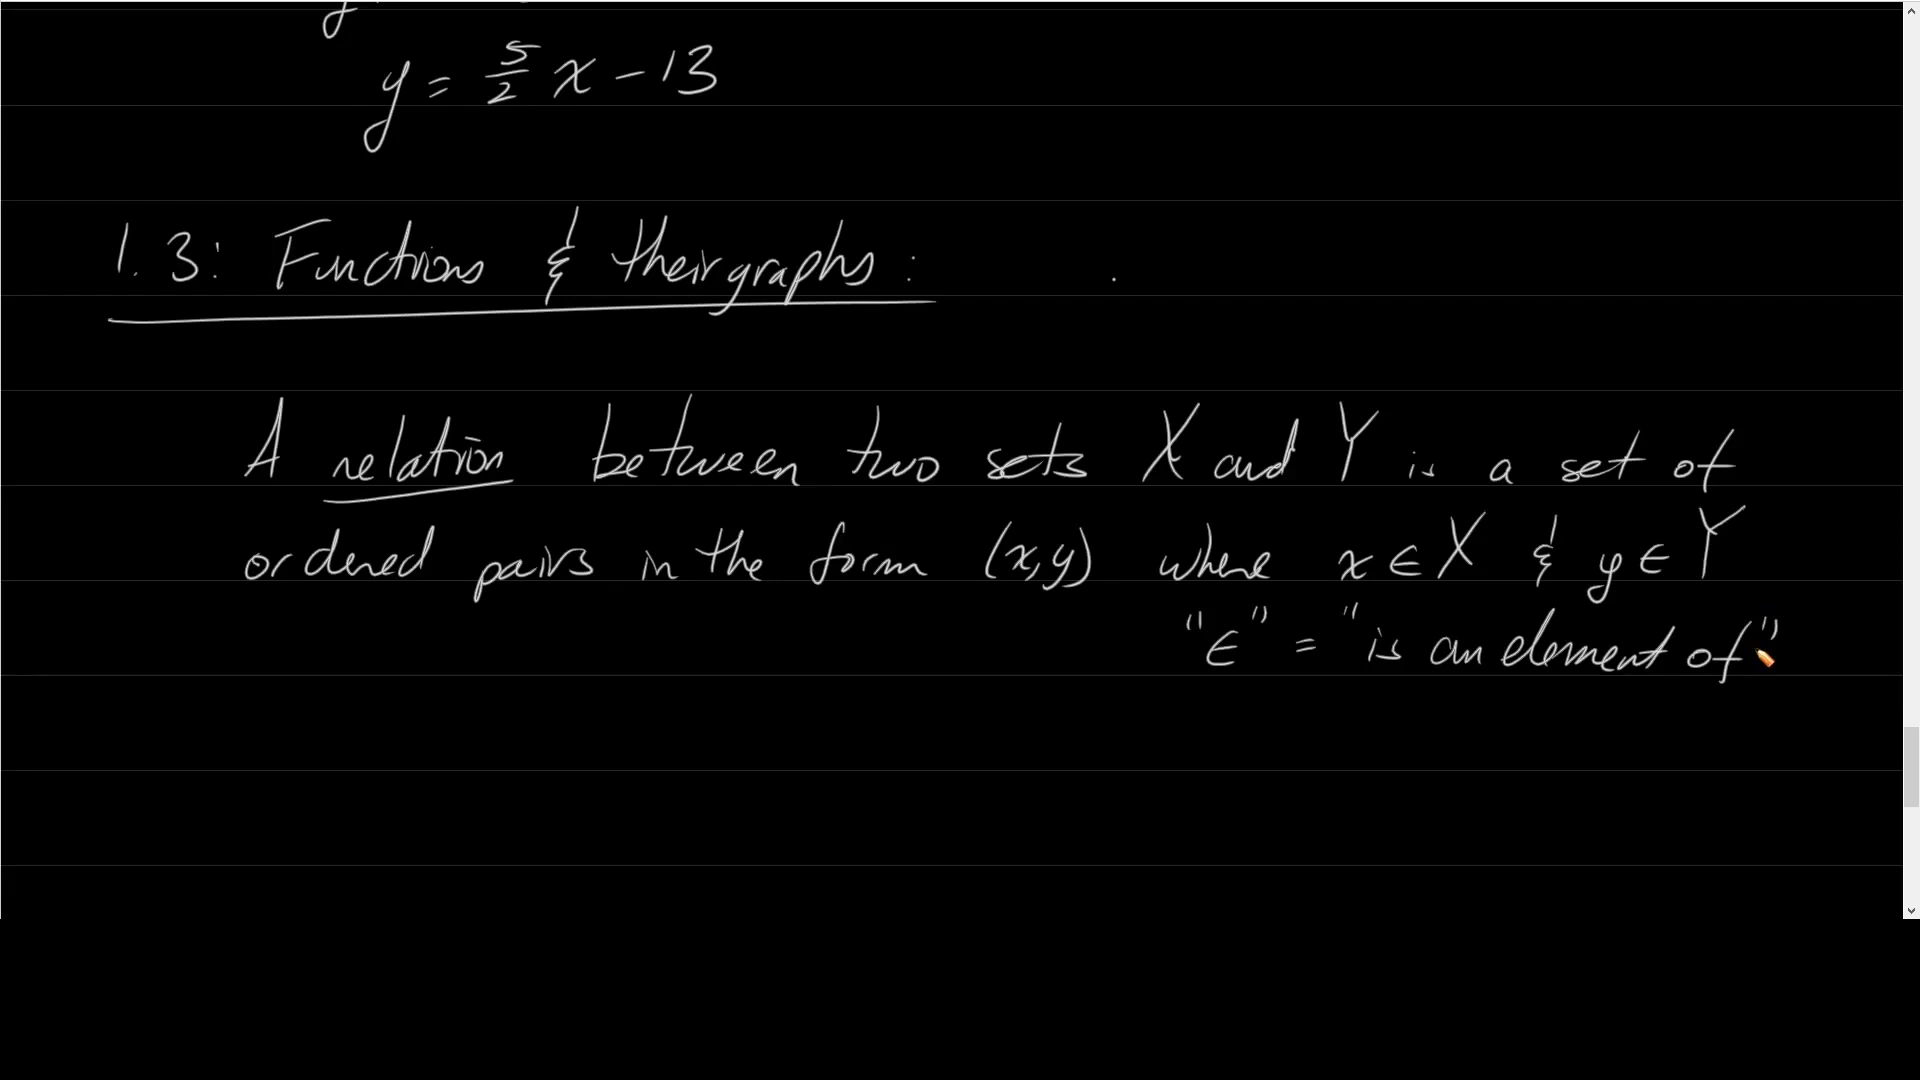 y = 5/2 x - 13
1.3: Functions & their graphs:
A relation between two sets X and Y is a set of
ordered pairs in the form (x,y) where x ∈ X & y ∈ Y
"∈" = "is an element of"